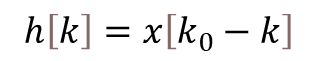 h[k] = x[k₀ − k]